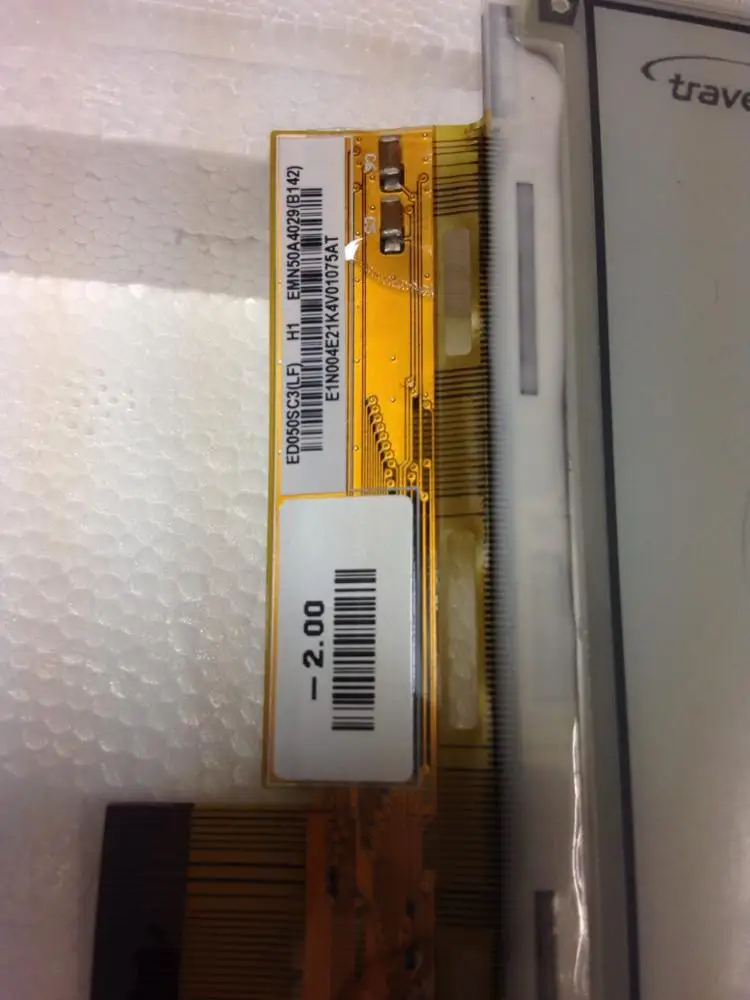 ED050SC3(LF) H1 EMN50A4029(B142)
E1N004E21K4V01075AT
-2.00
trave